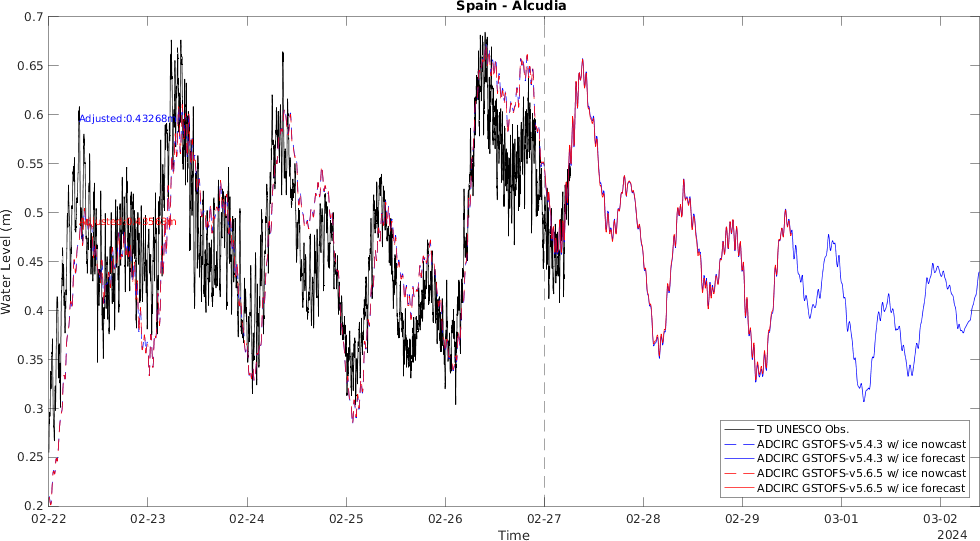 Spain - Alcudia
0.7
0.65
0.6
0.55
0.5
0.45
0.4
0.35
0.3
0.25
0.2
Water Level (m)
Adjusted:0.43268m
02-22
02-23
02-24
02-25
02-26
02-27
02-28
02-29
03-01
03-02
Time
2024
TD UNESCO Obs.
ADCIRC GSTOFS-v5.4.3 w/ ice nowcast
ADCIRC GSTOFS-v5.4.3 w/ ice forecast
ADCIRC GSTOFS-v5.6.5 w/ ice nowcast
ADCIRC GSTOFS-v5.6.5 w/ ice forecast